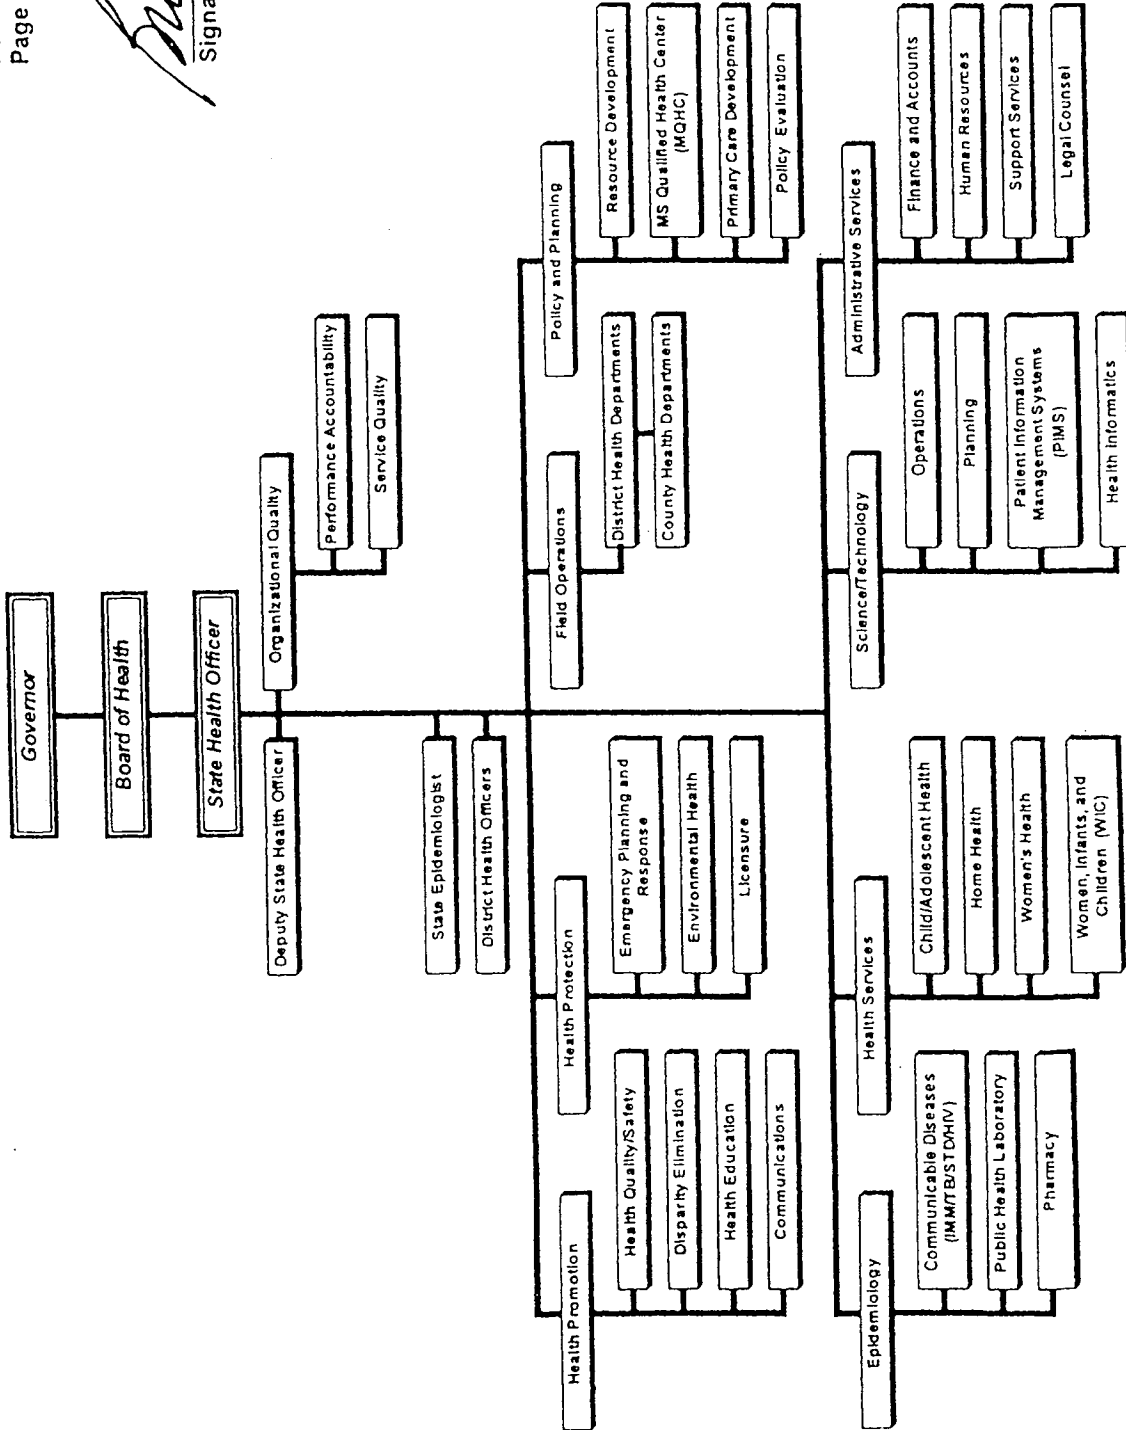 Page
Signa
Governor
Board of Health
State Health Officer
Deputy State Health Officer
Organizational Quality
Performance Accountability
Service Quality
State Epidemiologist
District Health Officers
Health Promotion
Health Quality/Safety
Disparity Elimination
Health Education
Communications
Health Protection
Emergency Planning and
Response
Environmental Health
Licensure
Field Operations
District Health Departments
County Health Departments
Policy and Planning
Resource Development
MS Qualified Health Center
(MQHC)
Primary Care Development
Policy Evaluation
Epidemiology
Communicable Diseases
(IMM/TB/STD/HIV)
Public Health Laboratory
Pharmacy
Health Services
Child/Adolescent Health
Home Health
Women's Health
Women, Infants, and
Children (WIC)
Science/Technology
Operations
Planning
Patient Information
Management Systems
(PIMS)
Health Informatics
Administrative Services
Finance and Accounts
Human Resources
Support Services
Legal Counsel